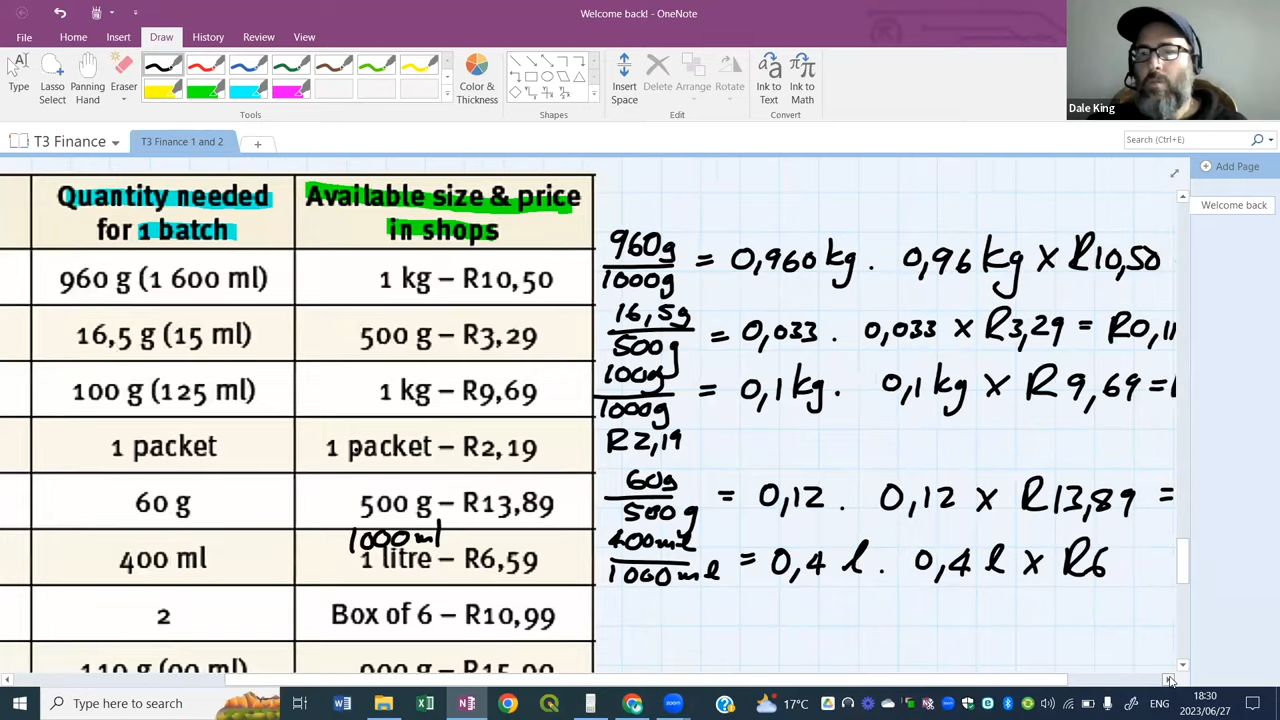 Welcome back! - OneNote
File Home Insert Draw History Review View
Type
Lasso Select
Panning Hand
Eraser
Color & Thickness
Insert Space
Delete
Arrange
Rotate
Ink to Text
Ink to Math
Tools
Shapes
Edit
Convert
Dale King
T3 Finance
T3 Finance 1 and 2
Search (Ctrl+E)
Add Page
Welcome back
Quantity needed for 1 batch
Available size & price in shops
960 g (1 600 ml)
1 kg – R10,50
960g/1000g = 0,960 kg. 0,96 kg × R10,50
16,5 g (15 ml)
500 g – R3,29
16,5g/500g = 0,033. 0,033 × R3,29 = R0,11
100 g (125 ml)
1 kg – R9,69
100g/1000g = 0,1 kg. 0,1 kg × R9,69 =
1 packet
1 packet – R2,19
R2,19
60 g
500 g – R13,89
60g/500g = 0,12. 0,12 × R13,89 =
1000 ml
400 ml
1 litre – R6,59
400ml/1000ml = 0,4 l. 0,4 l × R6
2
Box of 6 – R10,99
Type here to search
17°C
ENG
18:30
2023/06/27